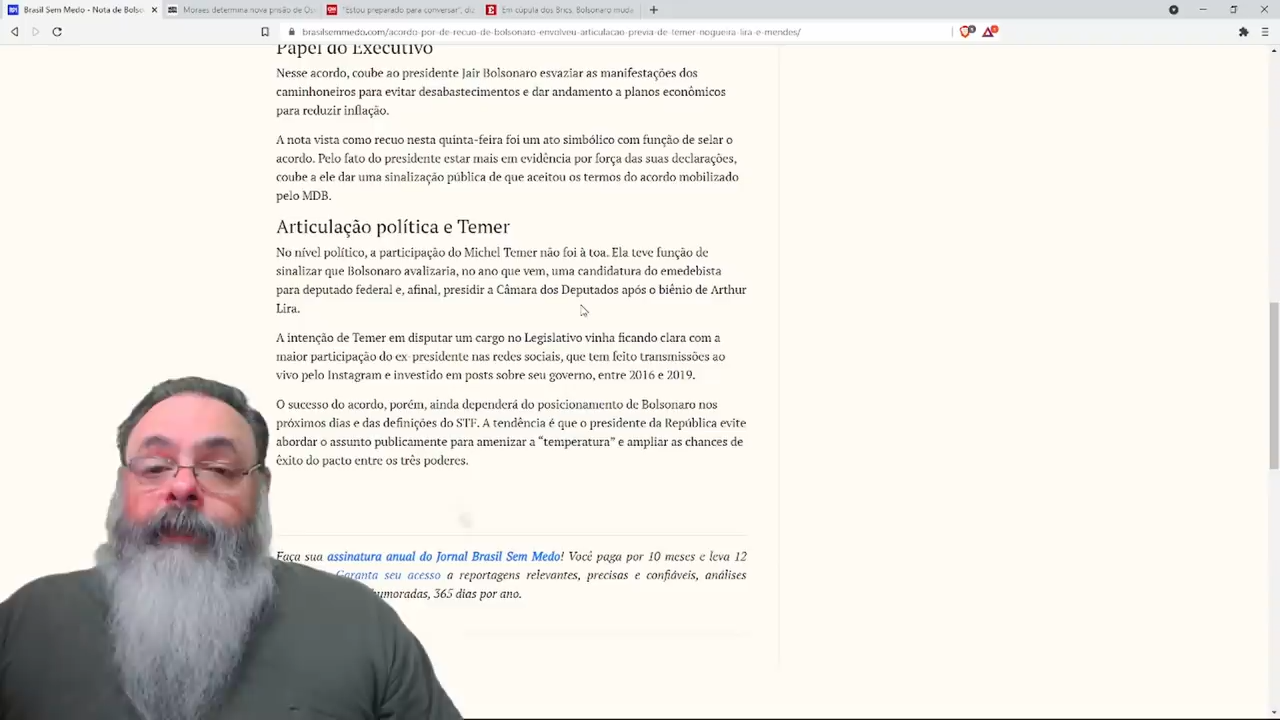 Brasil Sem Medo - Nota de Bolso
Moraes determina nova prisão de Os
"Estou preparado para conversar", diz
Em cúpula dos Brics, Bolsonaro muda
brasilsemmedo.com/acordo-por-de-recuo-de-bolsonaro-envolveu-articulacao-previa-de-temer-nogueira-lira-e-mendes/
Papel do Executivo
Nesse acordo, coube ao presidente Jair Bolsonaro esvaziar as manifestações dos
caminhoneiros para evitar desabastecimentos e dar andamento a planos econômicos
para reduzir inflação.
A nota vista como recuo nesta quinta-feira foi um ato simbólico com função de selar o
acordo. Pelo fato do presidente estar mais em evidência por força das suas declarações,
coube a ele dar uma sinalização pública de que aceitou os termos do acordo mobilizado
pelo MDB.
Articulação política e Temer
No nível político, a participação do Michel Temer não foi à toa. Ela teve função de
sinalizar que Bolsonaro avalizaria, no ano que vem, uma candidatura do emedebista
para deputado federal e, afinal, presidir a Câmara dos Deputados após o biênio de Arthur
Lira.
A intenção de Temer em disputar um cargo no Legislativo vinha ficando clara com a
maior participação do ex-presidente nas redes sociais, que tem feito transmissões ao
vivo pelo Instagram e investido em posts sobre seu governo, entre 2016 e 2019.
O sucesso do acordo, porém, ainda dependerá do posicionamento de Bolsonaro nos
próximos dias e das definições do STF. A tendência é que o presidente da República evite
abordar o assunto publicamente para amenizar a “temperatura” e ampliar as chances de
êxito do pacto entre os três poderes.
Faça sua assinatura anual do Jornal Brasil Sem Medo! Você paga por 10 meses e leva 12
Garanta seu acesso a reportagens relevantes, precisas e confiáveis, análises
humoradas, 365 dias por ano.